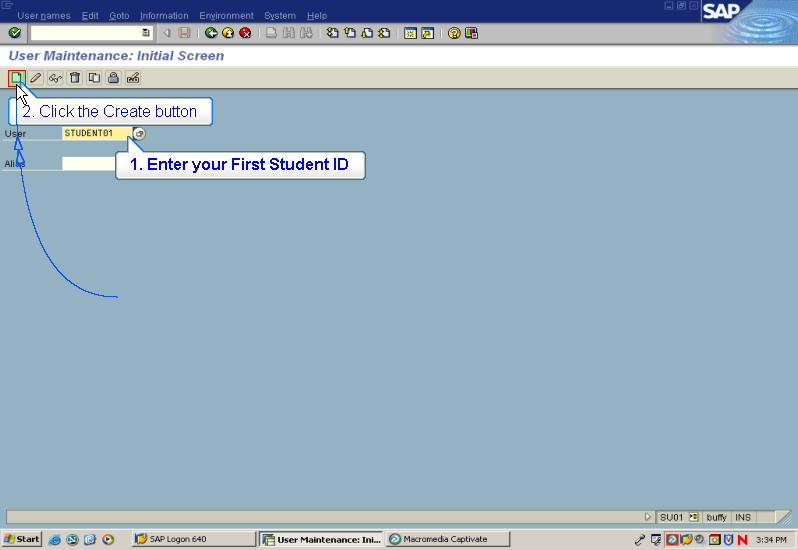 User names Edit Goto Information Environment System Help
SAP
User Maintenance: Initial Screen
2. Click the Create button
User STUDENT01
1. Enter your First Student ID
Alias
SU01 buffy INS
Start SAP Logon 640 User Maintenance: Ini... Macromedia Captivate 3:34 PM